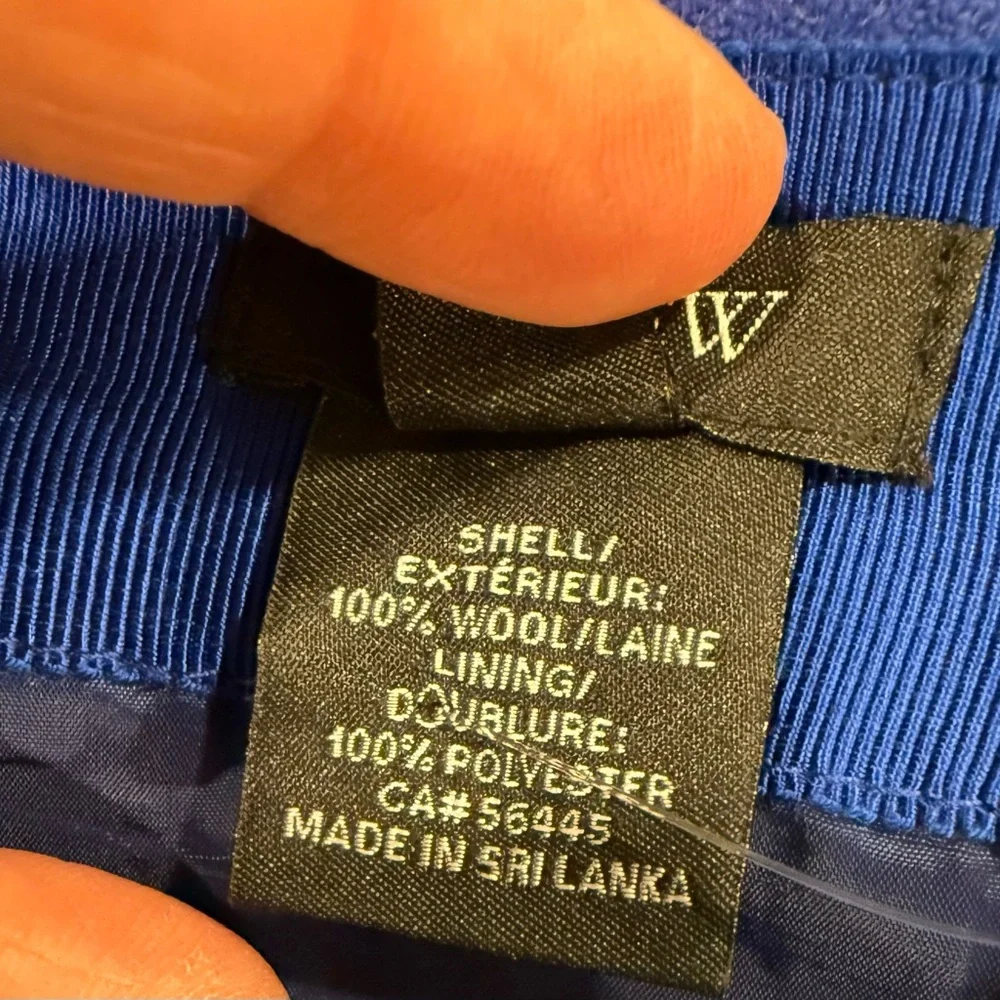 W
SHELL/
EXTÉRIEUR:
100% WOOL/LAINE
LINING/
DOUBLURE:
100% POLYESTER
CA# 56445
MADE IN SRI LANKA